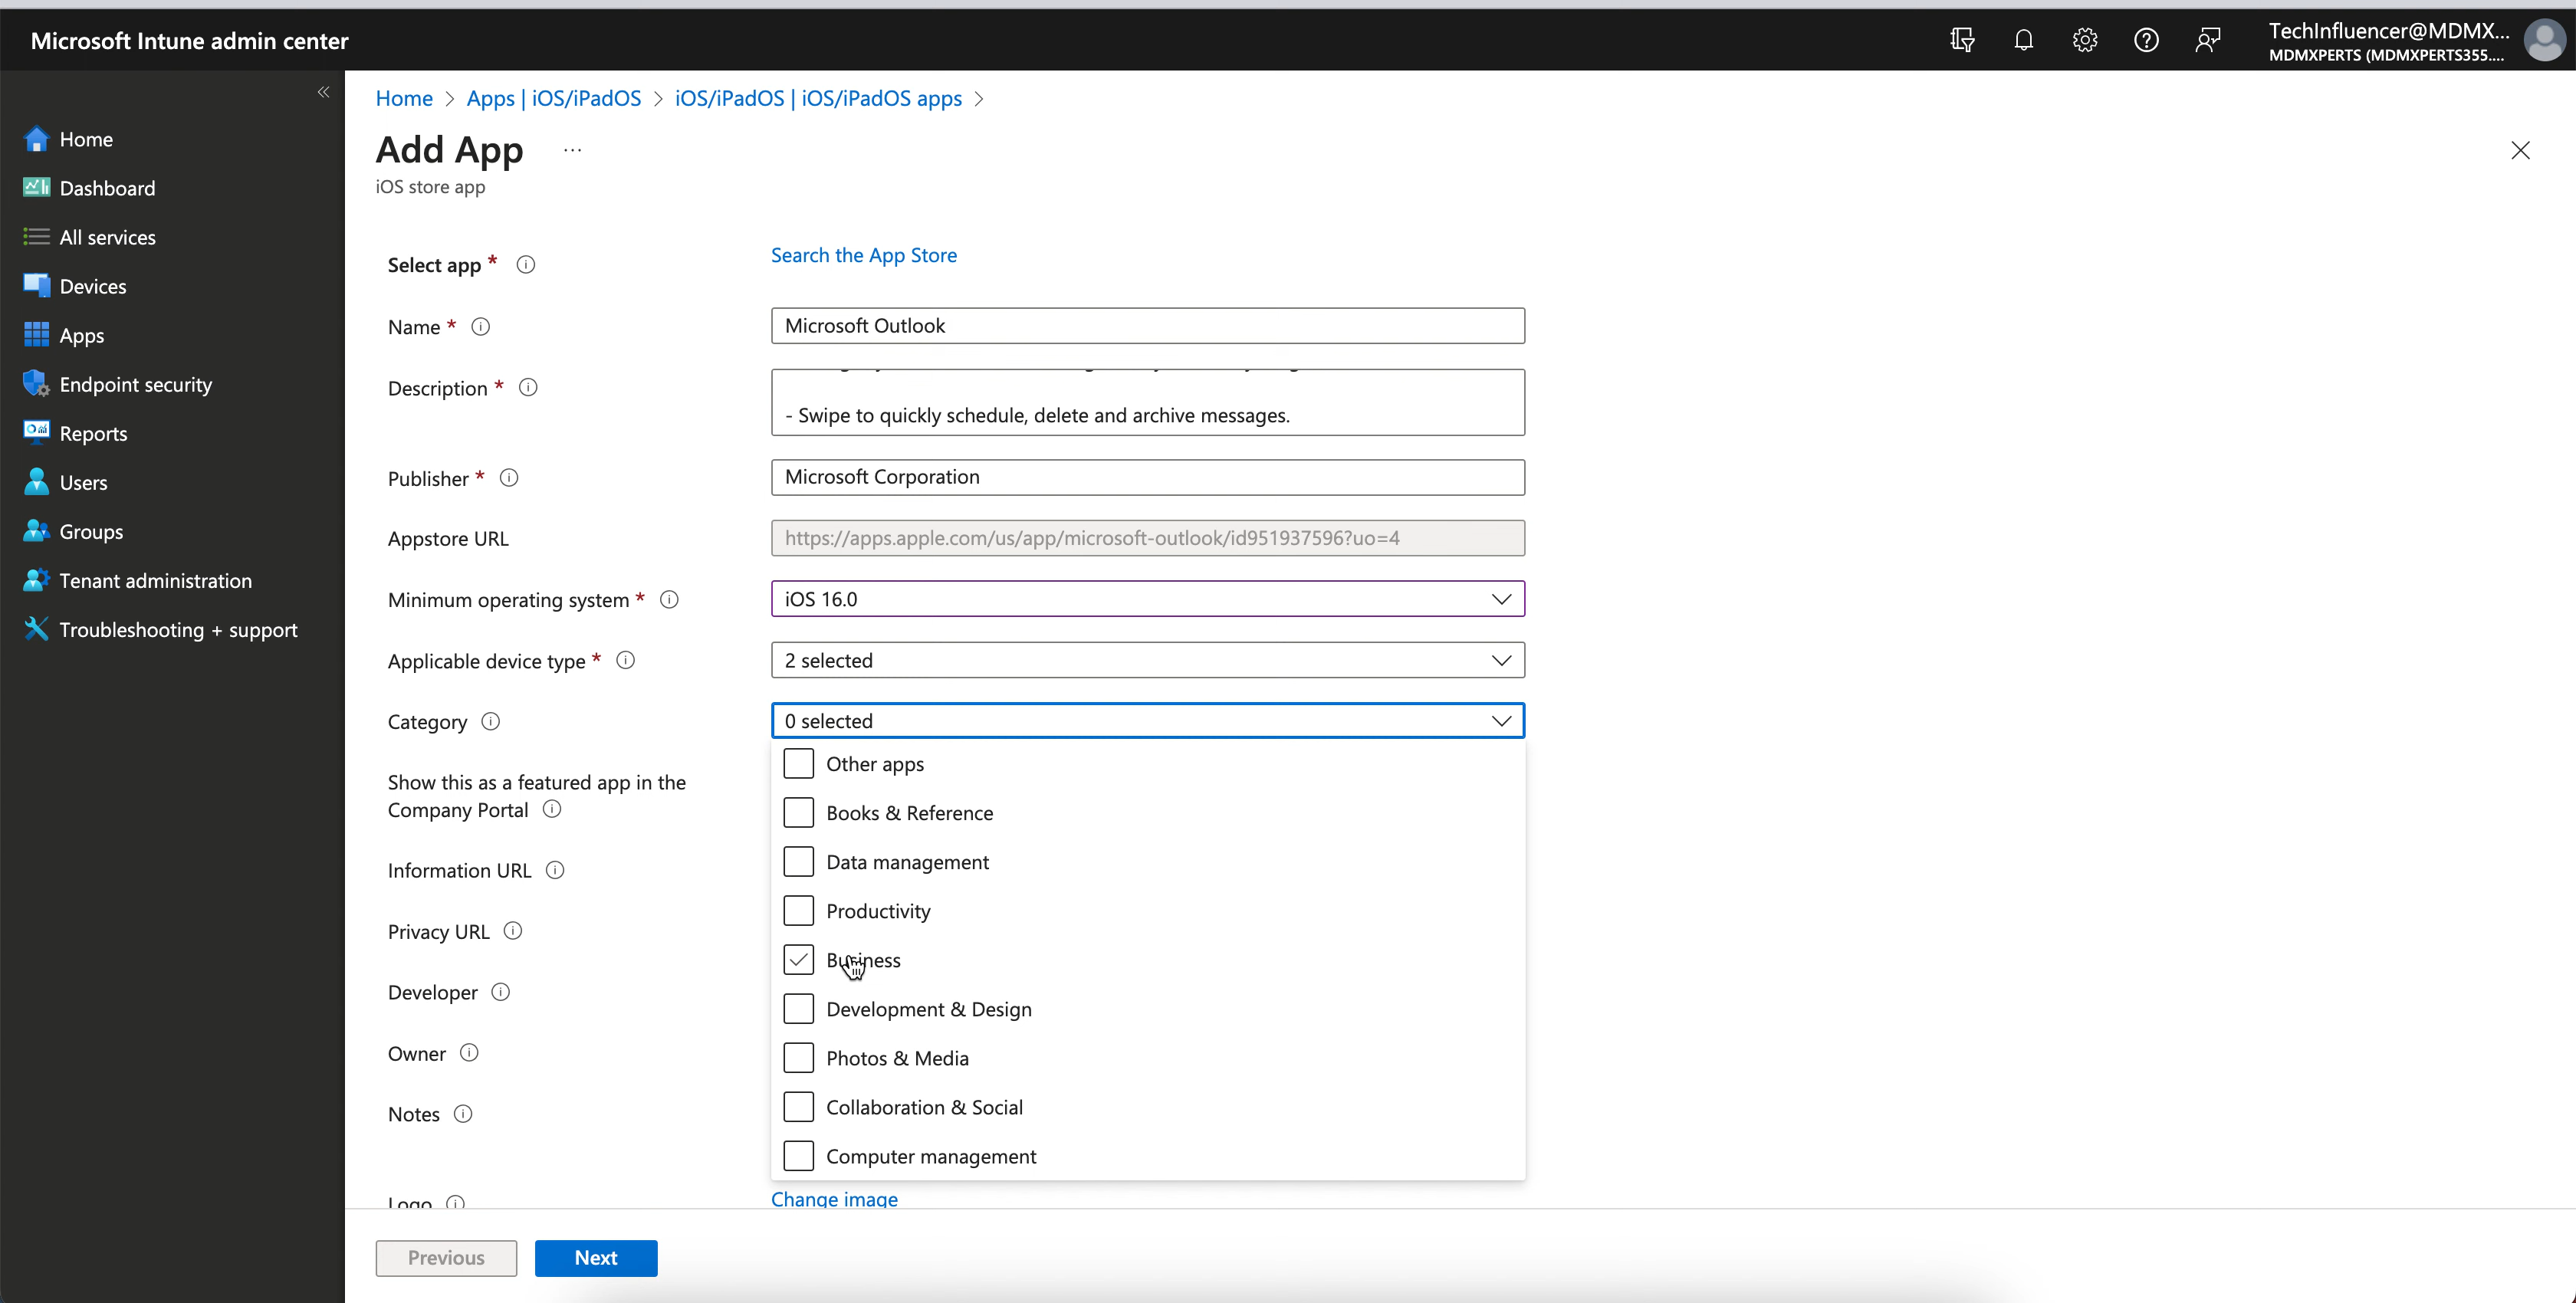 Microsoft Intune admin center
TechInfluencer@MDMX...
MDMXPERTS (MDMXPERTS355....
Home
Dashboard
All services
Devices
Apps
Endpoint security
Reports
Users
Groups
Tenant administration
Troubleshooting + support
Home > Apps | iOS/iPadOS > iOS/iPadOS | iOS/iPadOS apps >
Add App ...
iOS store app
Select app *
Search the App Store
Name *
Microsoft Outlook
Description *
- Swipe to quickly schedule, delete and archive messages.
Publisher *
Microsoft Corporation
Appstore URL
https://apps.apple.com/us/app/microsoft-outlook/id951937596?uo=4
Minimum operating system *
iOS 16.0
Applicable device type *
2 selected
Category
0 selected
Other apps
Books & Reference
Data management
Productivity
Business
Development & Design
Photos & Media
Collaboration & Social
Computer management
Show this as a featured app in the
Company Portal
Information URL
Privacy URL
Developer
Owner
Notes
Logo
Change image
Previous
Next